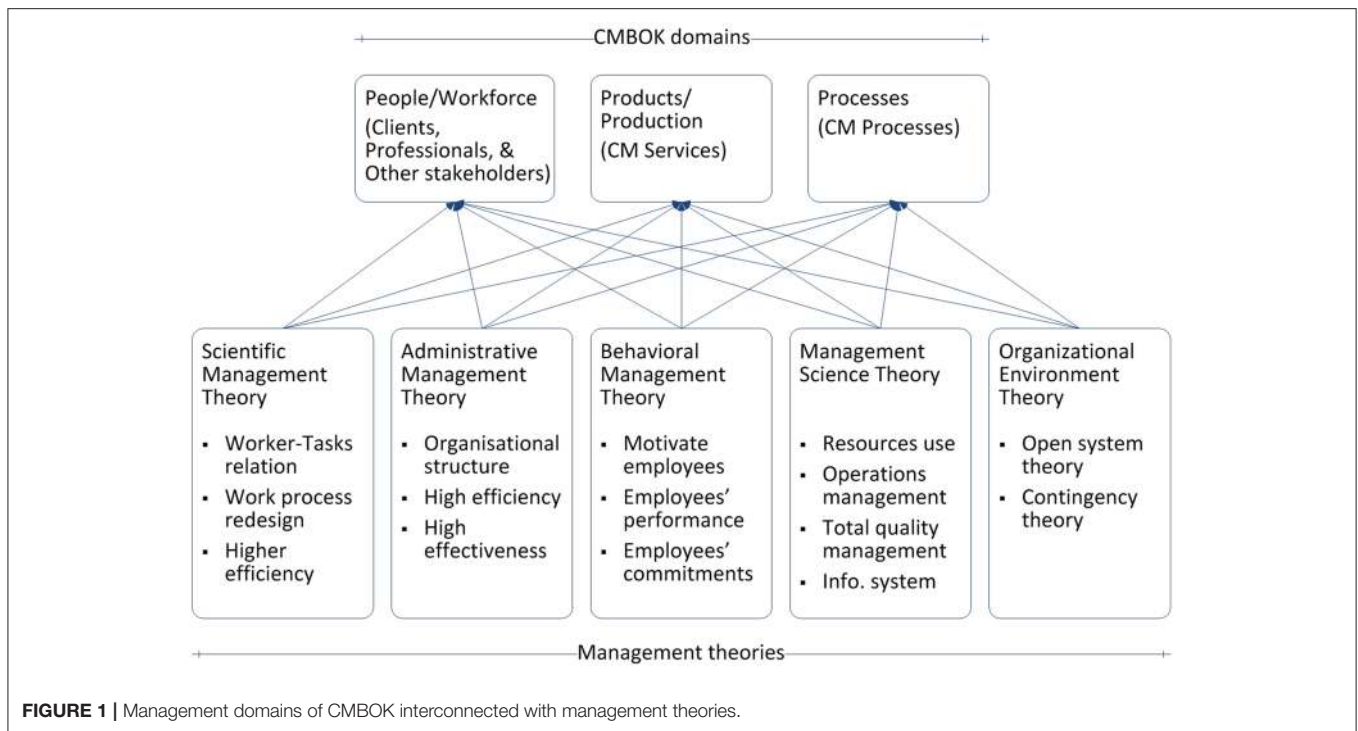 CMBOK domains
People/Workforce
(Clients,
Professionals, &
Other stakeholders)
Products/
Production
(CM Services)
Processes
(CM Processes)
Scientific
Management
Theory
▪ Worker-Tasks
relation
▪ Work process
redesign
▪ Higher
efficiency
Administrative
Management
Theory
▪ Organisational
structure
▪ High efficiency
▪ High
effectiveness
Behavioral
Management
Theory
▪ Motivate
employees
▪ Employees'
performance
▪ Employees'
commitments
Management
Science Theory
▪ Resources use
▪ Operations
management
▪ Total quality
management
▪ Info. system
Organizational
Environment
Theory
▪ Open system
theory
▪ Contingency
theory
Management theories
FIGURE 1 | Management domains of CMBOK interconnected with management theories.